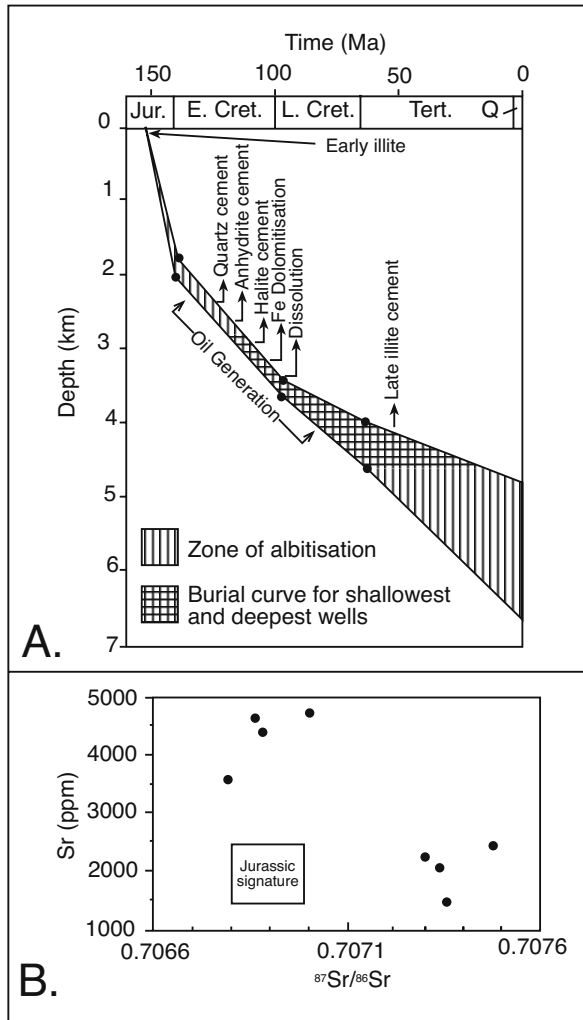 Time (Ma)
150 100 50 0
Jur. E. Cret. L. Cret. Tert. Q
Early illite
Quartz cement
Anhydrite cement
Halite cement
Fe Dolomitisation
Dissolution
Late illite cement
Oil Generation
Depth (km)
0
1
2
3
4
5
6
7
Zone of albitisation
Burial curve for shallowest
and deepest wells
A.
5000
4000
3000
2000
1000
Sr (ppm)
Jurassic
signature
0.7066 0.7071 0.7076
⁸⁷Sr/⁸⁶Sr
B.